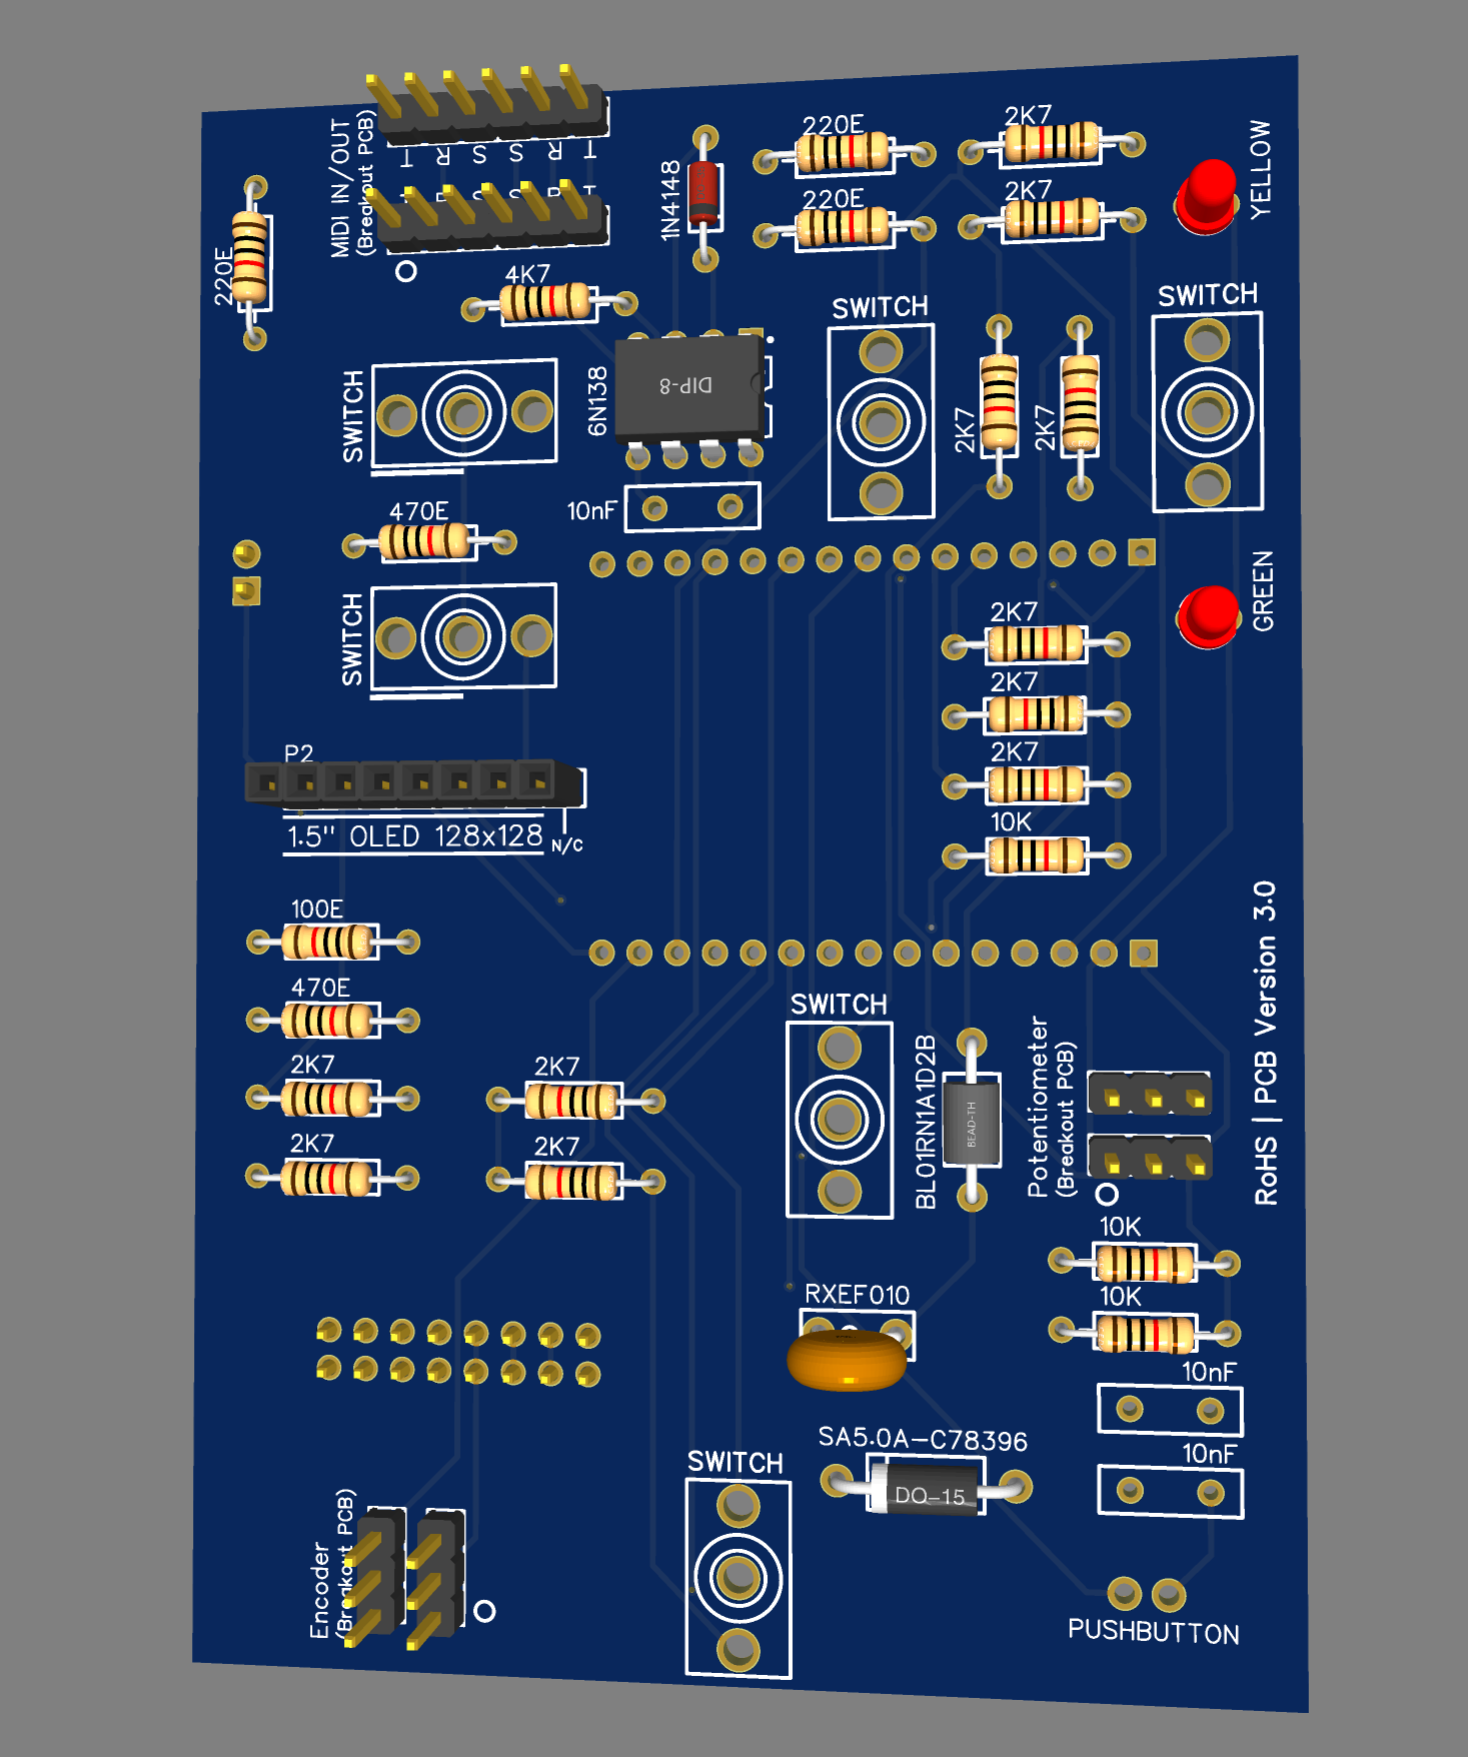 MIDI IN/OUT
(Breakout PCB)
T R S S R T
220E
4K7
1N4148
220E
220E
2K7
2K7
YELLOW
SWITCH
6N138
DIP-8
10nF
SWITCH
2K7
2K7
SWITCH
470E
SWITCH
GREEN
2K7
2K7
2K7
10K
P2
1.5" OLED 128x128
N/C
100E
470E
2K7
2K7
2K7
2K7
SWITCH
BL01RN1A1D2B
BEAD-TH
Potentiometer
(Breakout PCB)
RoHS | PCB Version 3.0
10K
10K
RXEF010
10nF
10nF
SA5.0A-C78396
DO-15
SWITCH
Encoder
(Breakout PCB)
PUSHBUTTON